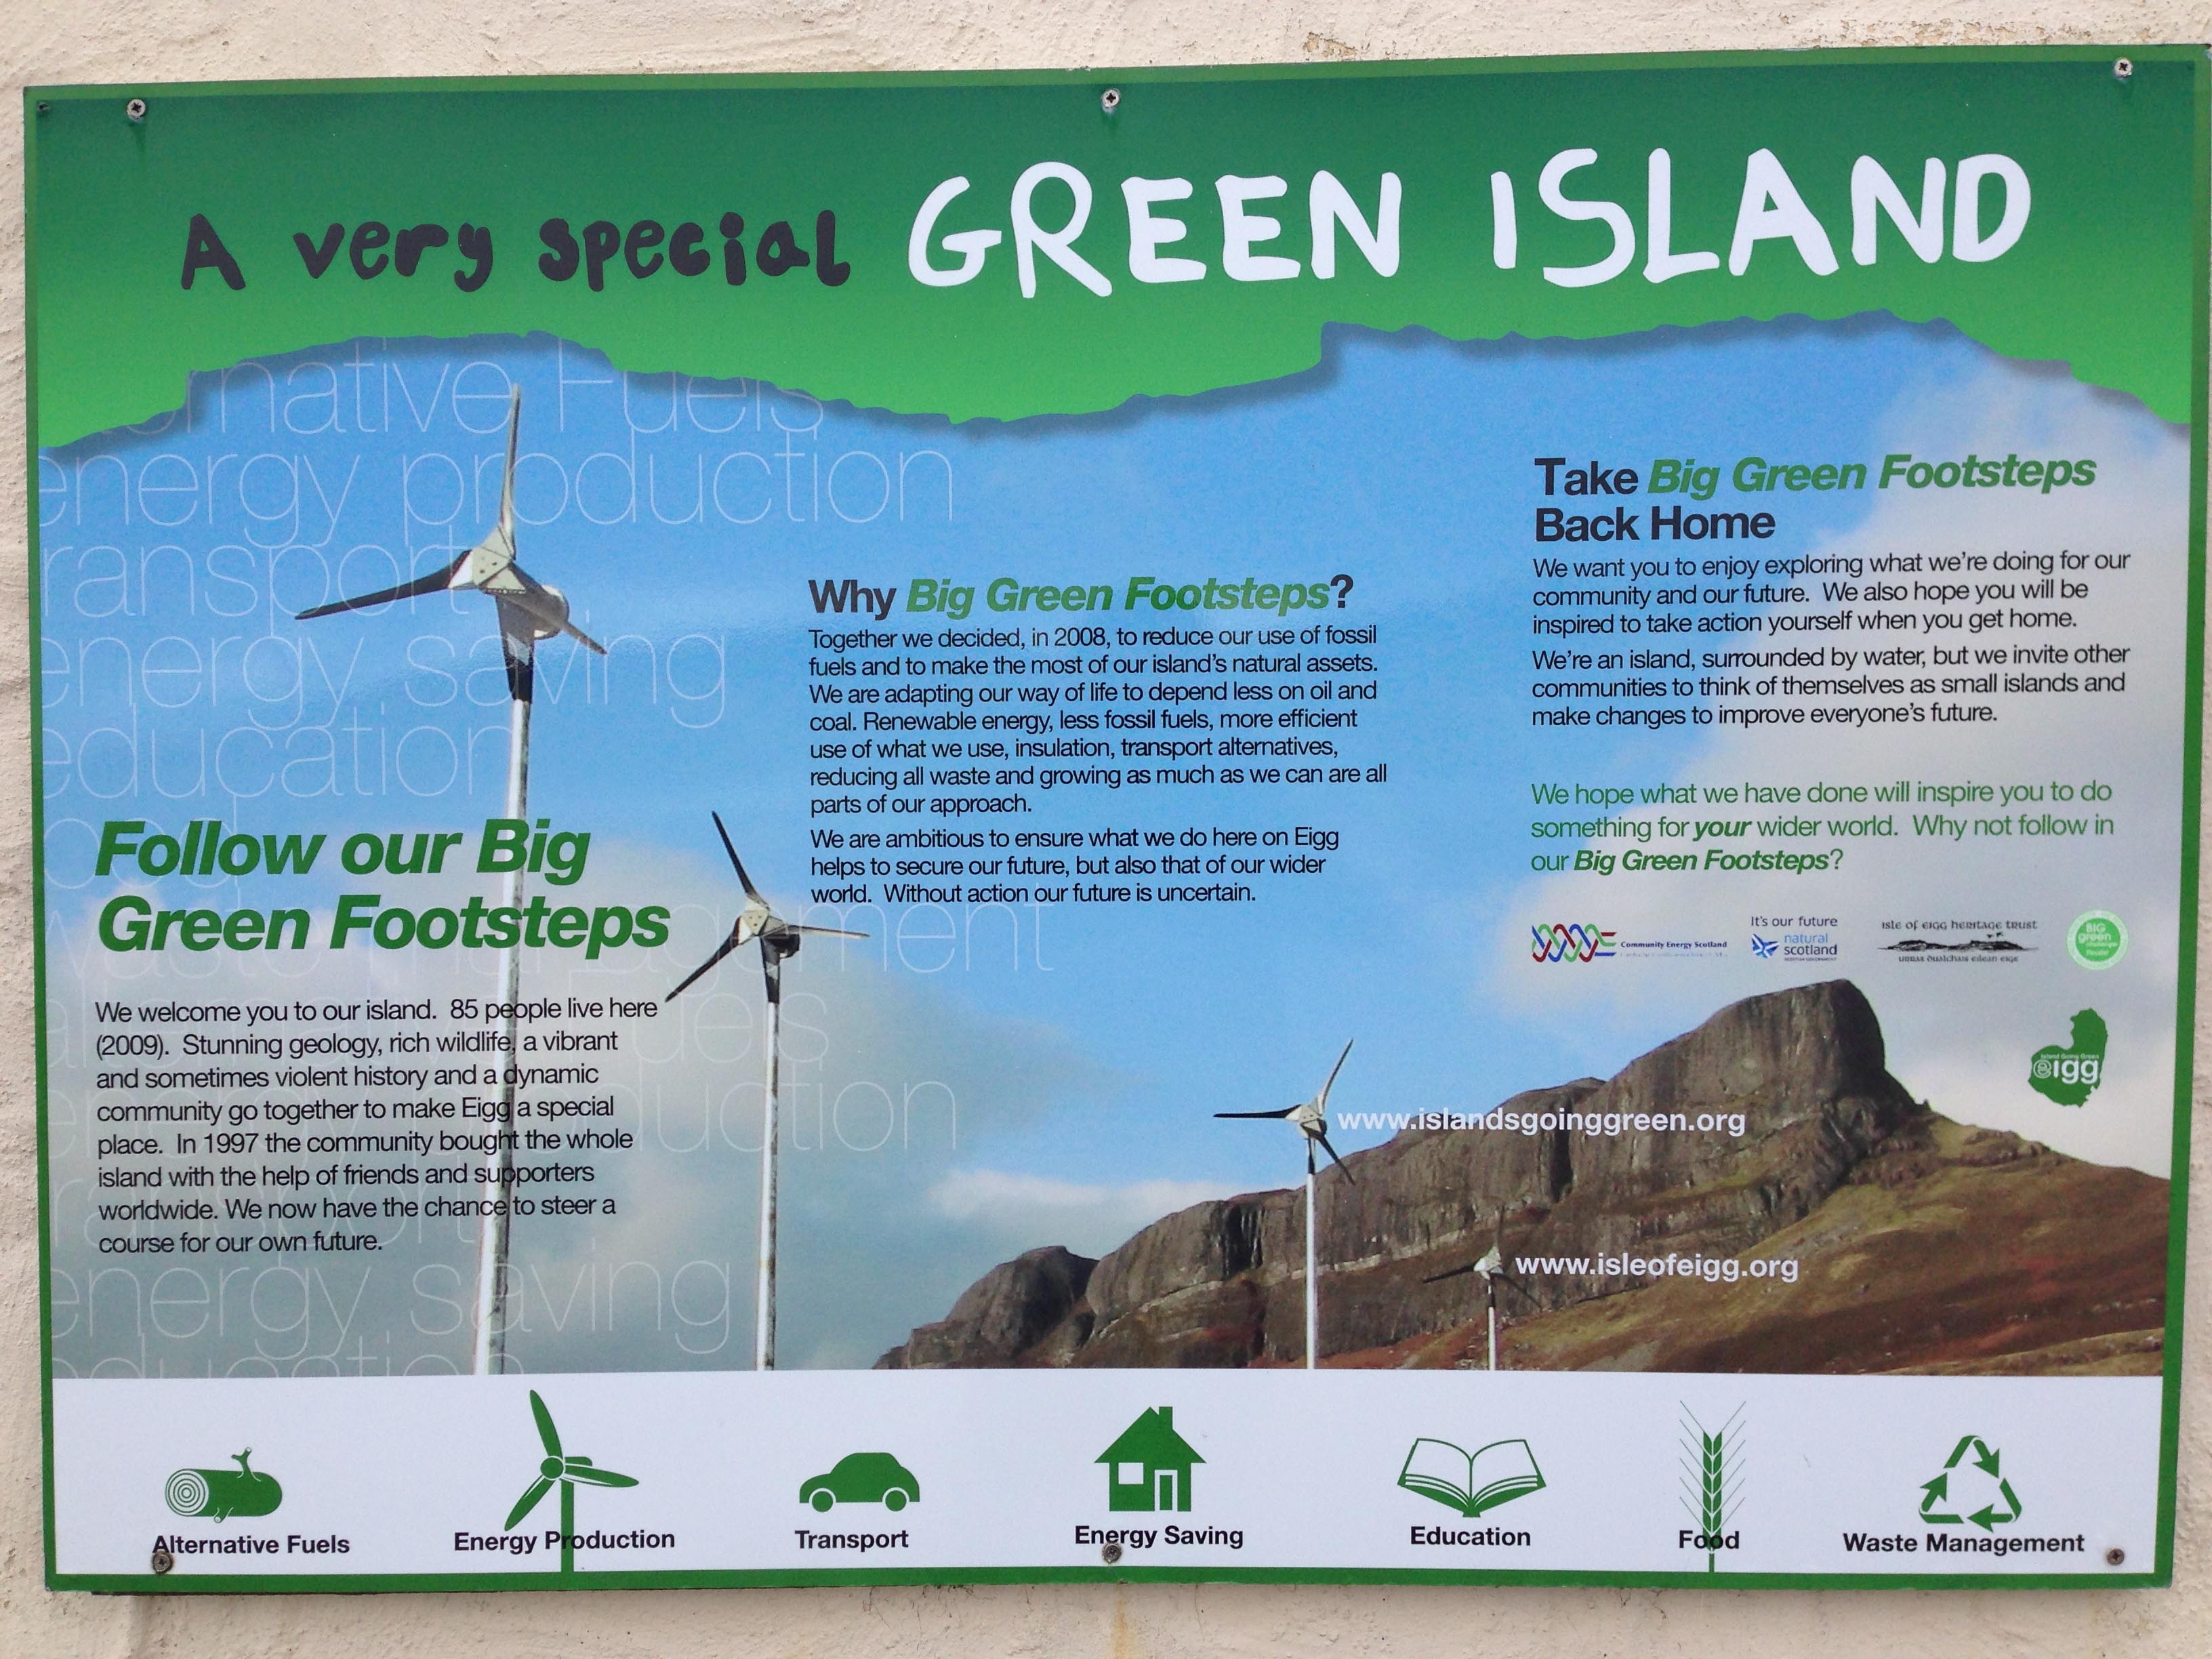 A very special GREEN ISLAND
rnative Fuels
energy production
transport
energy saving
education
Follow our Big
Green Footsteps
We welcome you to our island. 85 people live here
(2009). Stunning geology, rich wildlife, a vibrant
and sometimes violent history and a dynamic
community go together to make Eigg a special
place. In 1997 the community bought the whole
island with the help of friends and supporters
worldwide. We now have the chance to steer a
course for our own future.
energy production
transport
energy saving
education
Why Big Green Footsteps?
Together we decided, in 2008, to reduce our use of fossil
fuels and to make the most of our island's natural assets.
We are adapting our way of life to depend less on oil and
coal. Renewable energy, less fossil fuels, more efficient
use of what we use, insulation, transport alternatives,
reducing all waste and growing as much as we can are all
parts of our approach.
We are ambitious to ensure what we do here on Eigg
helps to secure our future, but also that of our wider
world. Without action our future is uncertain.
Take Big Green Footsteps
Back Home
We want you to enjoy exploring what we're doing for our
community and our future. We also hope you will be
inspired to take action yourself when you get home.
We're an island, surrounded by water, but we invite other
communities to think of themselves as small islands and
make changes to improve everyone's future.
We hope what we have done will inspire you to do
something for your wider world. Why not follow in
our Big Green Footsteps?
Community Energy Scotland
It's our future
natural
scotland
SCOTTISH GOVERNMENT
isle of eigg heritage trust
urras dualchais eilean eige
BIG
green
challenge
finalist
Island Going Green
eigg
www.islandsgoinggreen.org
www.isleofeigg.org
Alternative Fuels
Energy Production
Transport
Energy Saving
Education
Food
Waste Management